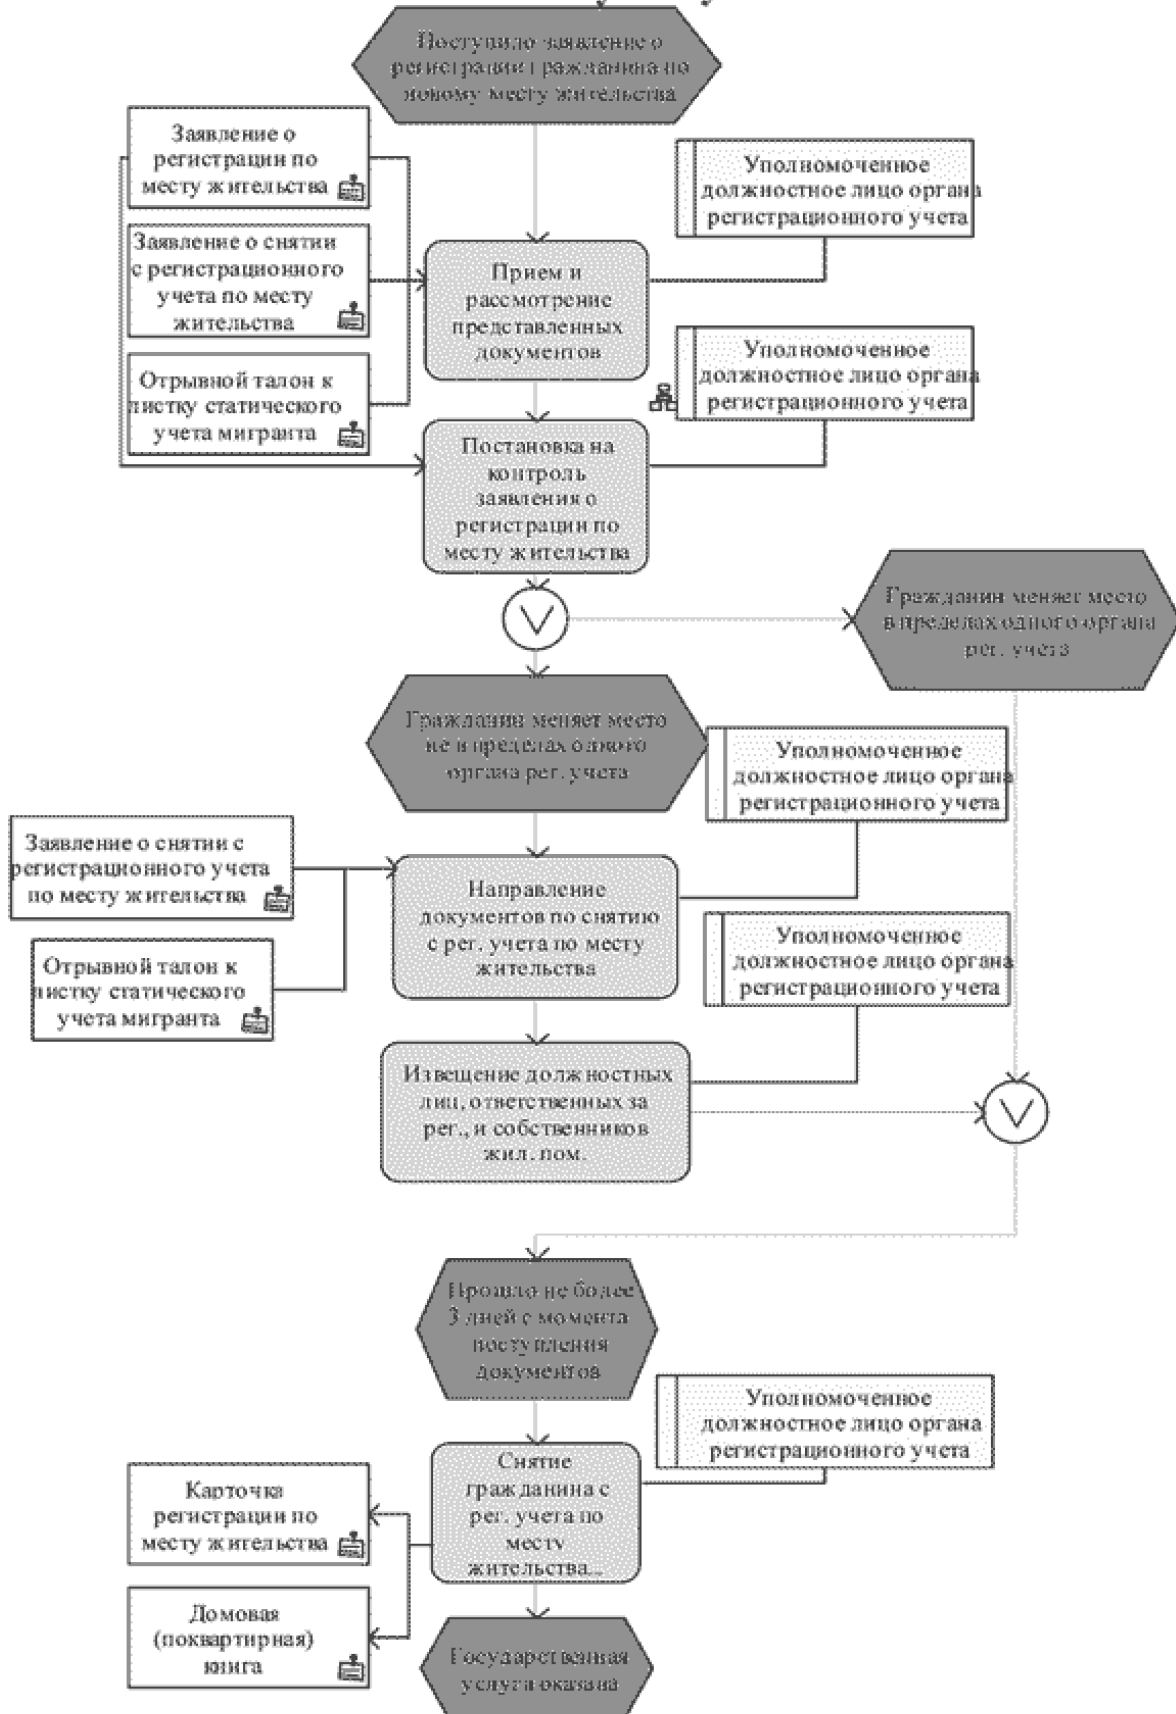 Поступило заявление о
регистрации гражданина по
новому месту жительства
Заявление о
регистрации по
месту жительства
Уполномоченное
должностное лицо органа
регистрационного учета
Заявление о снятии
с регистрационного
учета по месту
жительства
Прием и
рассмотрение
представленных
документов
Уполномоченное
должностное лицо органа
регистрационного учета
Отрывной талон к
листку статического
учета мигранта
Постановка на
контроль
заявления о
регистрации по
месту жительства
Гражданин меняет место
в пределах одного органа
рег. учета
Гражданин меняет место
не в пределах одного
органа рег. учета
Уполномоченное
должностное лицо органа
регистрационного учета
Заявление о снятии с
регистрационного учета
по месту жительства
Направление
документов по снятию
с рег. учета по месту
жительства
Уполномоченное
должностное лицо органа
регистрационного учета
Отрывной талон к
листку статического
учета мигранта
Извещение должностных
лиц, ответственных за
рег., и собственников
жил. пом.
Прошло не более
3 дней с момента
поступления
документов
Уполномоченное
должностное лицо органа
регистрационного учета
Снятие
гражданина с
рег. учета по
месту
жительства...
Карточка
регистрации по
месту жительства
Домовая
(поквартирная)
книга
Государственная
услуга оказана